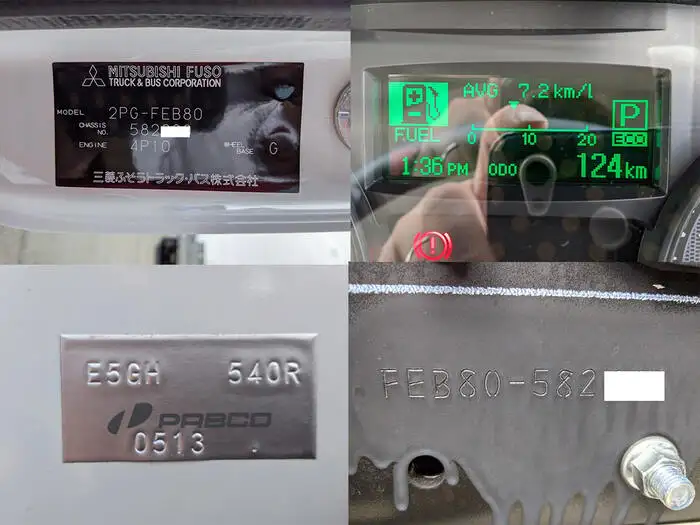 MITSUBISHI FUSO
TRUCK & BUS CORPORATION
MODEL 2PG-FEB80
CHASSIS NO. 582
ENGINE 4P10 WHEEL BASE G
三菱ふそうトラック・バス株式会社
AVG 7.2 km/l
FUEL 0 10 20 P ECO
1:36 PM ODO 124 km
E5GH 540R
PABCO
0513
FEB80-582